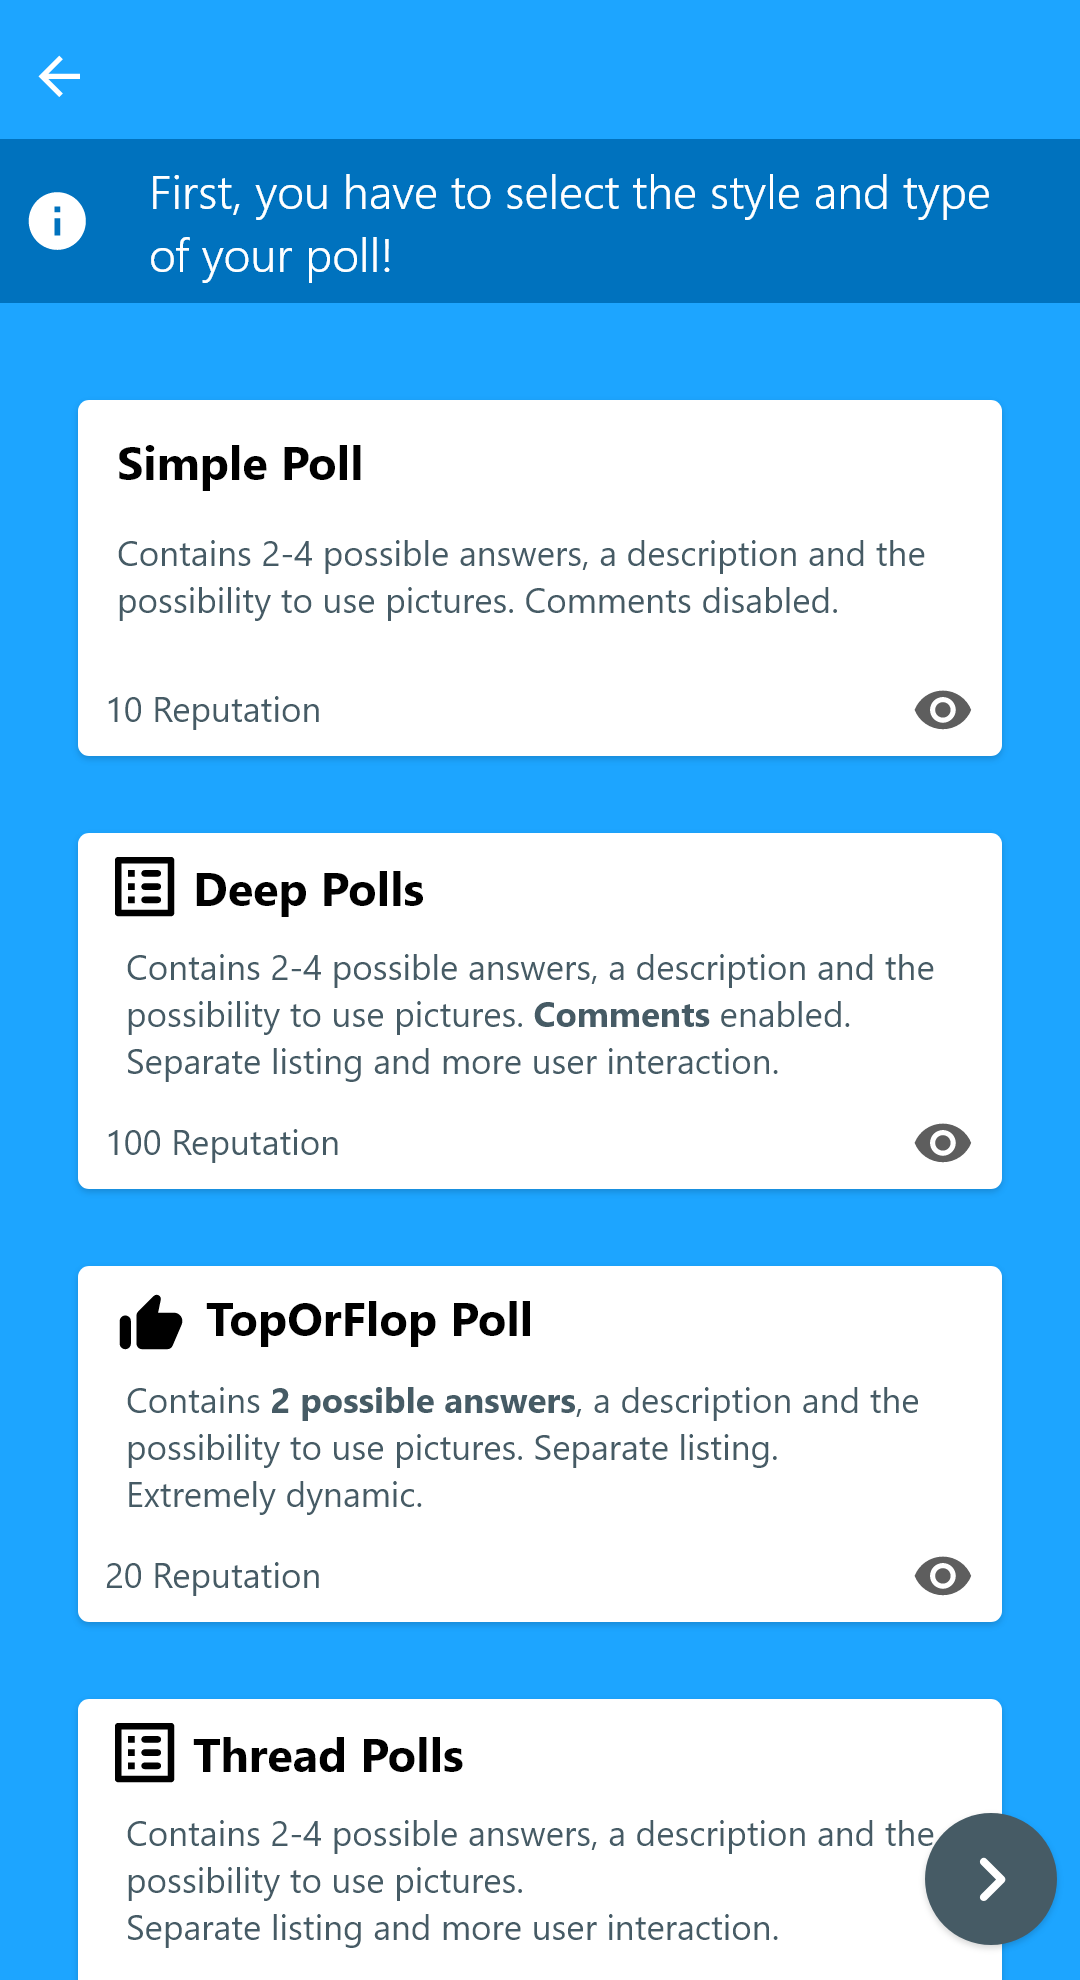 First, you have to select the style and type
of your poll!
Simple Poll
Contains 2-4 possible answers, a description and the
possibility to use pictures. Comments disabled.
10 Reputation
Deep Polls
Contains 2-4 possible answers, a description and the
possibility to use pictures. Comments enabled.
Separate listing and more user interaction.
100 Reputation
TopOrFlop Poll
Contains 2 possible answers, a description and the
possibility to use pictures. Separate listing.
Extremely dynamic.
20 Reputation
Thread Polls
Contains 2-4 possible answers, a description and the
possibility to use pictures.
Separate listing and more user interaction.